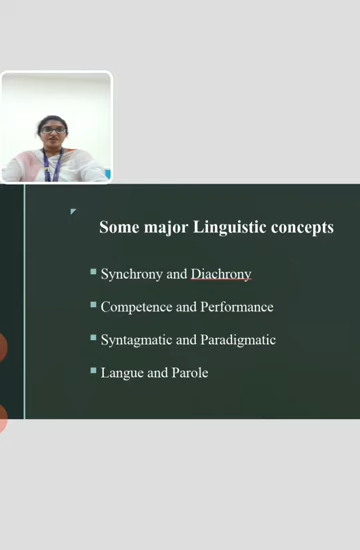 Some major Linguistic concepts
Synchrony and Diachrony
Competence and Performance
Syntagmatic and Paradigmatic
Langue and Parole